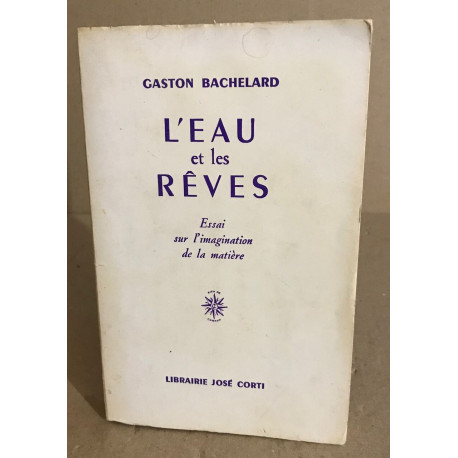 GASTON BACHELARD
L'EAU
et les
RÊVES
Essai
sur l'imagination
de la matière
LIBRAIRIE JOSÉ CORTI